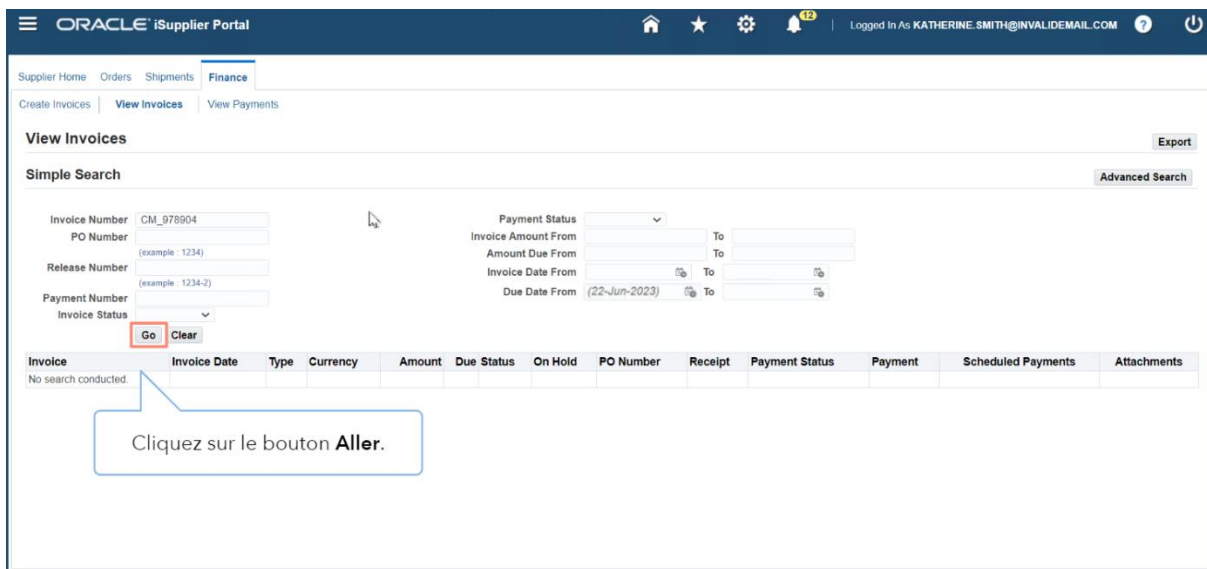 ORACLE iSupplier Portal
12
Logged In As KATHERINE.SMITH@INVALIDEMAIL.COM ?
Supplier Home Orders Shipments Finance
Create Invoices View Invoices View Payments
View Invoices
Export
Simple Search
Advanced Search
Invoice Number CM_978904
PO Number
(example : 1234)
Release Number
(example : 1234-2)
Payment Number
Invoice Status
Payment Status
Invoice Amount From To
Amount Due From To
Invoice Date From To
Due Date From (22-Jun-2023) To
Go Clear
Invoice Invoice Date Type Currency Amount Due Status On Hold PO Number Receipt Payment Status Payment Scheduled Payments Attachments
No search conducted.
Cliquez sur le bouton Aller.